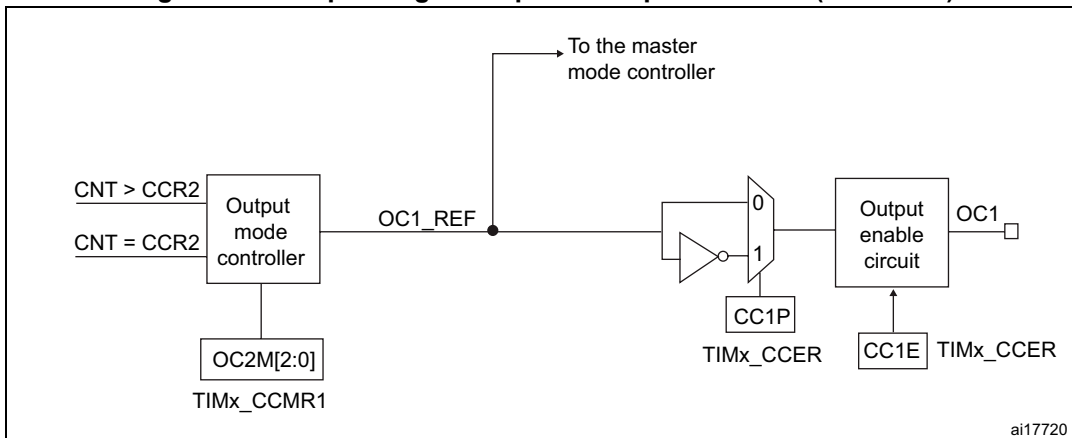 To the master
mode controller
CNT > CCR2
CNT = CCR2
Output
mode
controller
OC1_REF
0
1
Output
enable
circuit
OC1
CC1P
TIMx_CCER
CC1E
TIMx_CCER
OC2M[2:0]
TIMx_CCMR1
ai17720